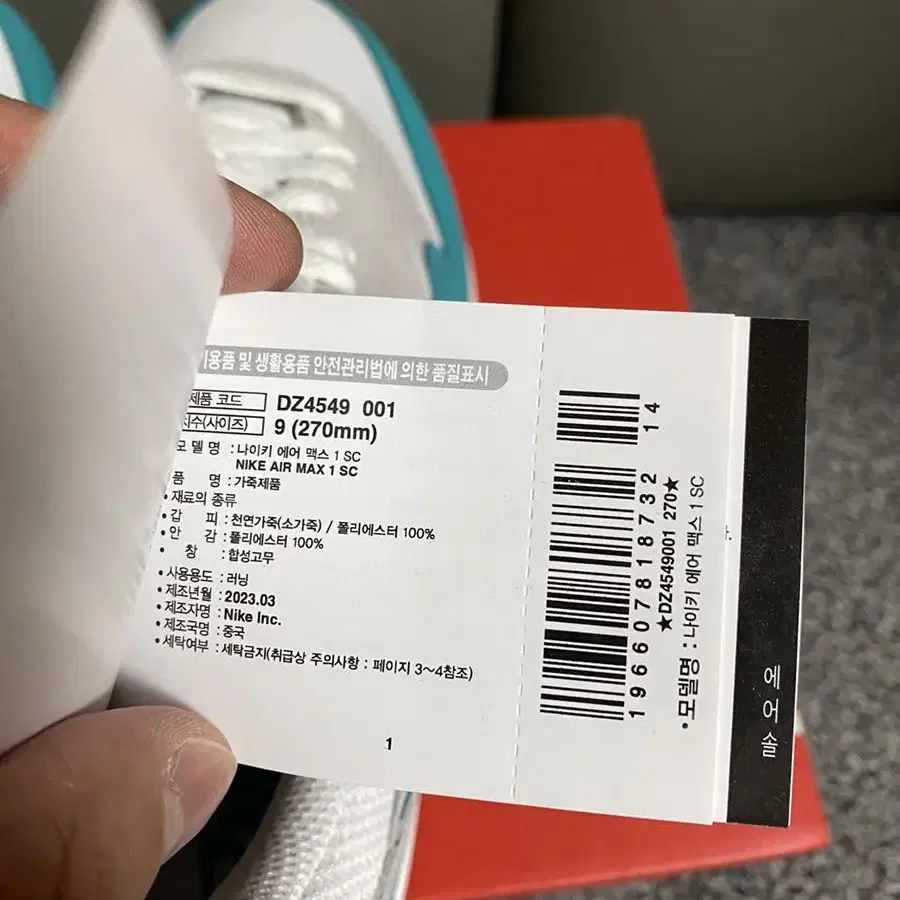 기용품 및 생활용품 안전관리법에 의한 품질표시
제품 코드 DZ4549 001
치수(사이즈) 9 (270mm)
모 델 명 : 나이키 에어 맥스 1 SC
NIKE AIR MAX 1 SC
품 명 : 가죽제품
• 재료의 종류
• 갑 피 : 천연가죽(소가죽) / 폴리에스터 100%
• 안 감 : 폴리에스터 100%
• 창 : 합성고무
• 사용용도 : 러닝
• 제조년월 : 2023.03
• 제조자명 : Nike Inc.
• 제조국명 : 중국
• 세탁여부 : 세탁금지(취급상 주의사항 : 페이지 3~4참조)
1
14
196607818732
★DZ4549001 270★
• 모델명 : 나이키 에어 맥스 1 SC
에어솔